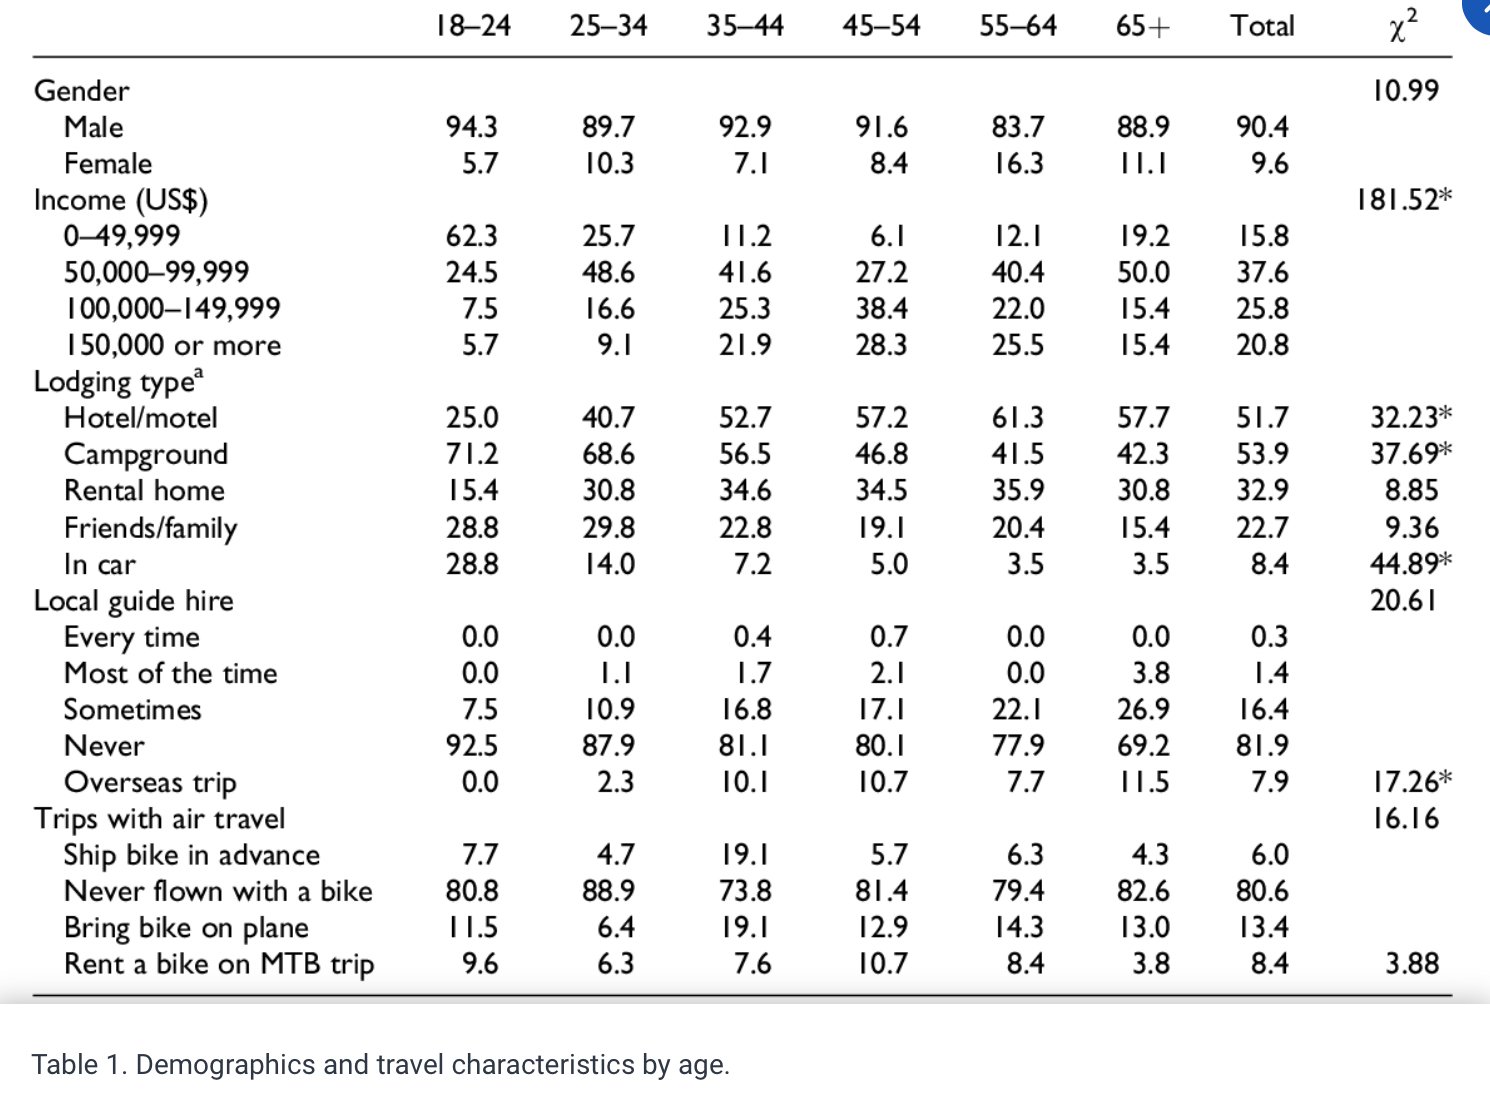 18–24 25–34 35–44 45–54 55–64 65+ Total χ²
Gender 10.99
Male 94.3 89.7 92.9 91.6 83.7 88.9 90.4
Female 5.7 10.3 7.1 8.4 16.3 11.1 9.6
Income (US$) 181.52*
0–49,999 62.3 25.7 11.2 6.1 12.1 19.2 15.8
50,000–99,999 24.5 48.6 41.6 27.2 40.4 50.0 37.6
100,000–149,999 7.5 16.6 25.3 38.4 22.0 15.4 25.8
150,000 or more 5.7 9.1 21.9 28.3 25.5 15.4 20.8
Lodging typeᵃ
Hotel/motel 25.0 40.7 52.7 57.2 61.3 57.7 51.7 32.23*
Campground 71.2 68.6 56.5 46.8 41.5 42.3 53.9 37.69*
Rental home 15.4 30.8 34.6 34.5 35.9 30.8 32.9 8.85
Friends/family 28.8 29.8 22.8 19.1 20.4 15.4 22.7 9.36
In car 28.8 14.0 7.2 5.0 3.5 3.5 8.4 44.89*
Local guide hire 20.61
Every time 0.0 0.0 0.4 0.7 0.0 0.0 0.3
Most of the time 0.0 1.1 1.7 2.1 0.0 3.8 1.4
Sometimes 7.5 10.9 16.8 17.1 22.1 26.9 16.4
Never 92.5 87.9 81.1 80.1 77.9 69.2 81.9
Overseas trip 0.0 2.3 10.1 10.7 7.7 11.5 7.9 17.26*
Trips with air travel 16.16
Ship bike in advance 7.7 4.7 19.1 5.7 6.3 4.3 6.0
Never flown with a bike 80.8 88.9 73.8 81.4 79.4 82.6 80.6
Bring bike on plane 11.5 6.4 19.1 12.9 14.3 13.0 13.4
Rent a bike on MTB trip 9.6 6.3 7.6 10.7 8.4 3.8 8.4 3.88
Table 1. Demographics and travel characteristics by age.